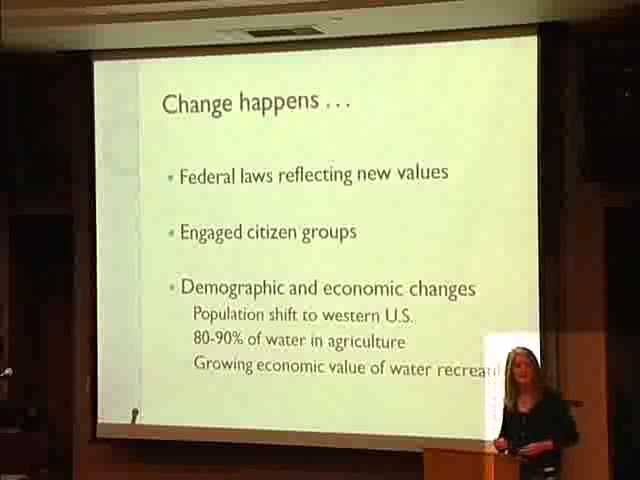 Change happens . . .
• Federal laws reflecting new values
• Engaged citizen groups
• Demographic and economic changes
Population shift to western U.S.
80-90% of water in agriculture
Growing economic value of water recreati